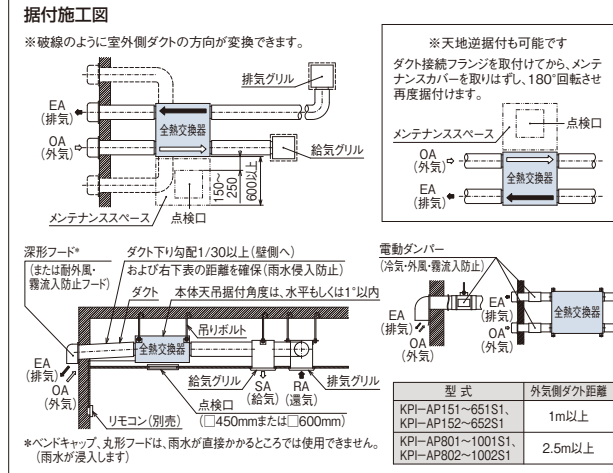 据付施工図
※破線のように室外側ダクトの方向が変換できます。
排気グリル
EA
(排気)
全熱交換器
OA
(外気)
給気グリル
150~
250
600以上
メンテナンススペース
点検口
※天地逆据付も可能です
ダクト接続フランジを取付けてから、メンテ
ナンスカバーを取りはずし、180°回転させ
再度据付けます。
メンテナンススペース
点検口
OA
(外気)
全熱交換器
EA
(排気)
深形フード*
(または耐外風・
霧流入防止フード)
ダクト下り勾配1/30以上(壁側へ)
および右下表の距離を確保(雨水侵入防止)
ダクト
本体天吊据付角度は、水平もしくは1°以内
吊りボルト
全熱交換器
EA
(排気)
OA
(外気)
給気グリル
SA
(給気)
RA
(還気)
排気グリル
点検口
(□450mmまたは□600mm)
リモコン(別売)
*ベンドキャップ、丸形フードは、雨水が直接かかるところでは使用できません。
(雨水が浸入します)
電動ダンパー
(冷気・外風・霧流入防止)
EA
(排気)
OA
(外気)
EA
(排気)
OA
(外気)
全熱交換器
型式 外気側ダクト距離
KPI−AP151~651S1、
KPI−AP152~652S1
1m以上
KPI−AP801~1001S1、
KPI−AP802~1002S1
2.5m以上